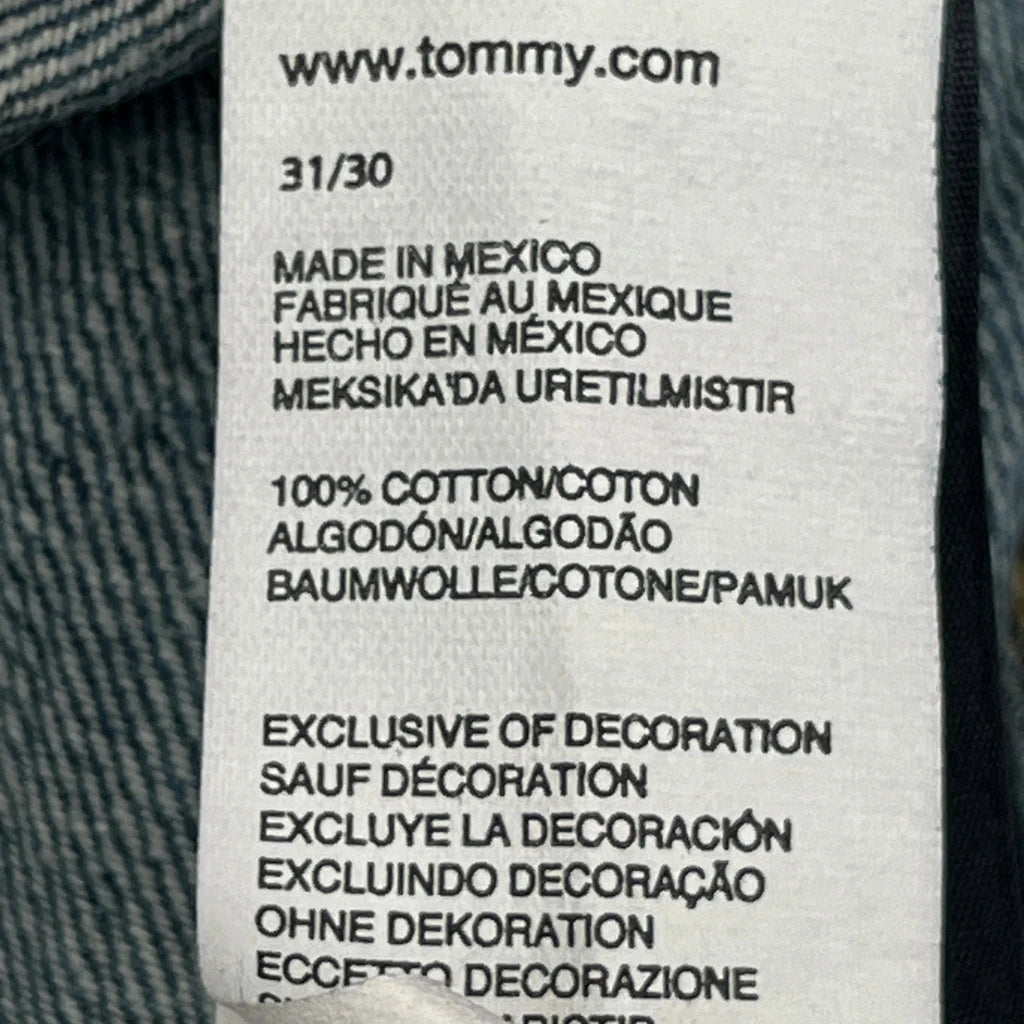 www.tommy.com
31/30
MADE IN MEXICO
FABRIQUÉ AU MEXIQUE
HECHO EN MÉXICO
MEKSIKA'DA URETILMISTIR
100% COTTON/COTON
ALGODÓN/ALGODÃO
BAUMWOLLE/COTONE/PAMUK
EXCLUSIVE OF DECORATION
SAUF DÉCORATION
EXCLUYE LA DECORACIÓN
EXCLUINDO DECORAÇÃO
OHNE DEKORATION
ECCETTO DECORAZIONE